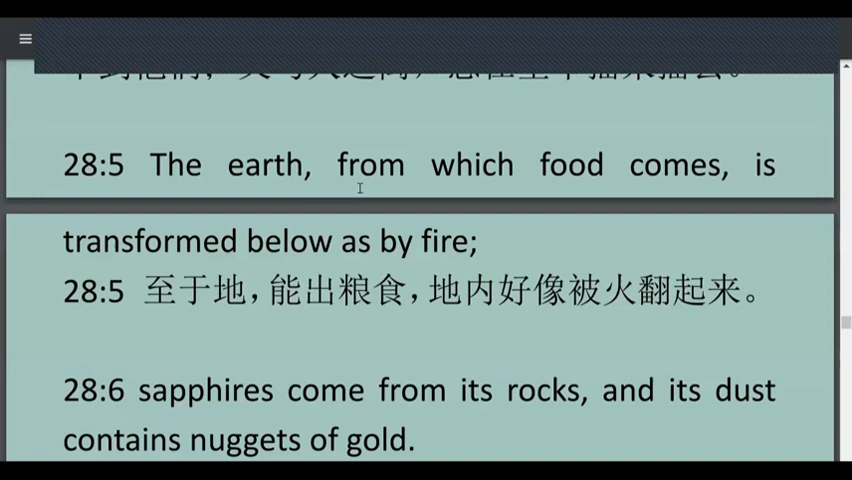 28:5 The earth, from which food comes, is
transformed below as by fire;
28:5 至于地，能出粮食，地内好像被火翻起来。
28:6 sapphires come from its rocks, and its dust
contains nuggets of gold.